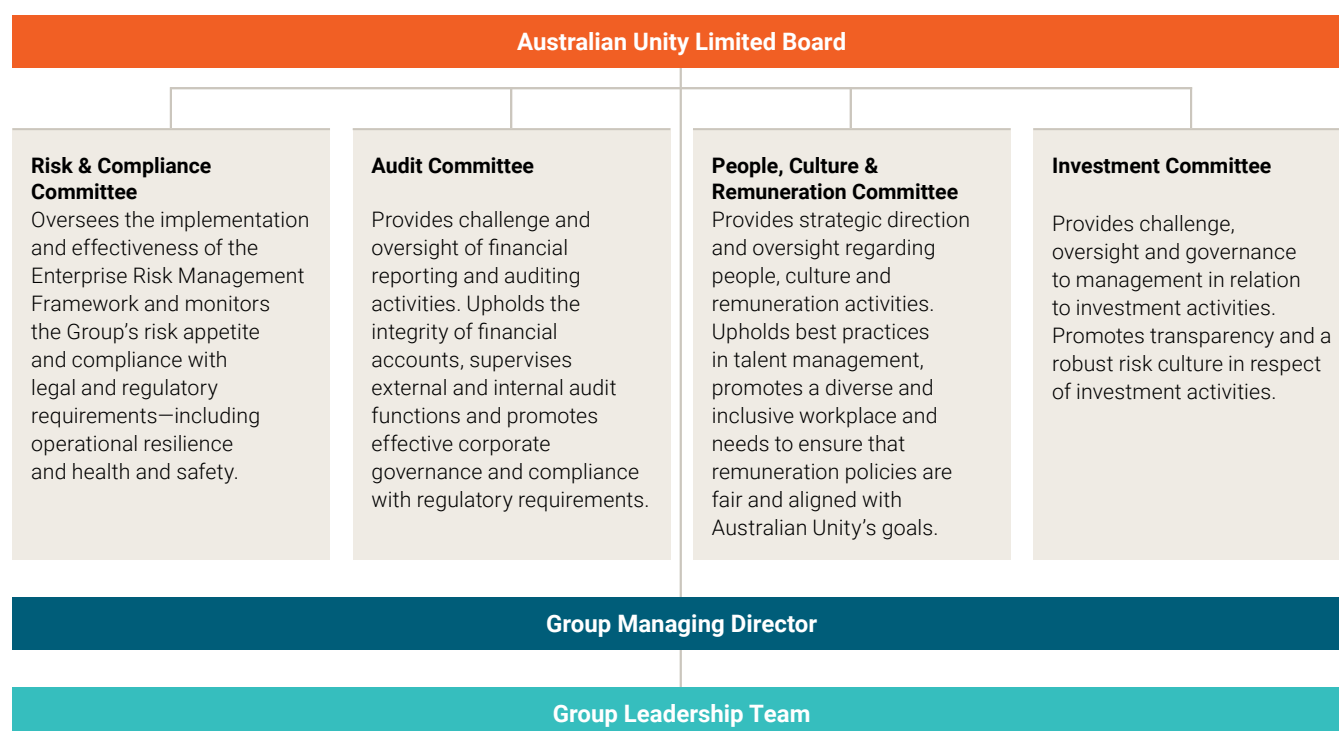 Australian Unity Limited Board
Risk & Compliance
Committee
Oversees the implementation
and effectiveness of the
Enterprise Risk Management
Framework and monitors
the Group’s risk appetite
and compliance with
legal and regulatory
requirements—including
operational resilience
and health and safety.
Audit Committee
Provides challenge and
oversight of financial
reporting and auditing
activities. Upholds the
integrity of financial
accounts, supervises
external and internal audit
functions and promotes
effective corporate
governance and compliance
with regulatory requirements.
People, Culture &
Remuneration Committee
Provides strategic direction
and oversight regarding
people, culture and
remuneration activities.
Upholds best practices
in talent management,
promotes a diverse and
inclusive workplace and
needs to ensure that
remuneration policies are
fair and aligned with
Australian Unity’s goals.
Investment Committee
Provides challenge,
oversight and governance
to management in relation
to investment activities.
Promotes transparency and a
robust risk culture in respect
of investment activities.
Group Managing Director
Group Leadership Team